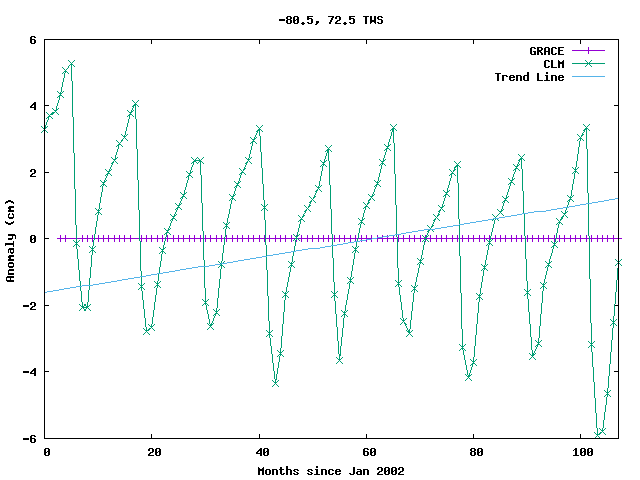 -80.5, 72.5 TWS
GRACE
CLM
Trend Line
6
4
2
0
-2
-4
-6
Anomaly (cm)
0 20 40 60 80 100
Months since Jan 2002